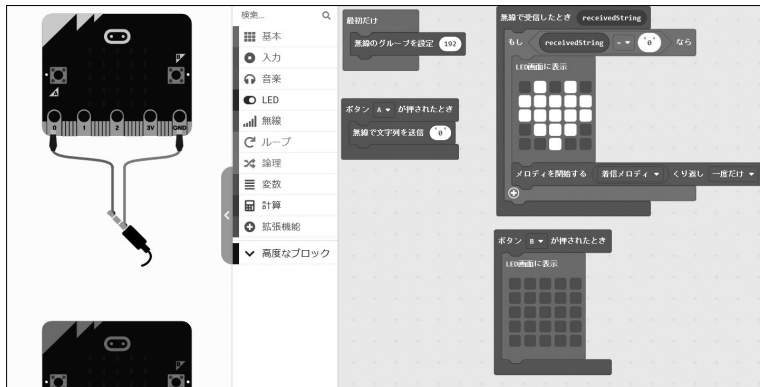 検索...
基本
入力
音楽
LED
無線
ループ
論理
変数
計算
拡張機能
高度なブロック
0 1 2 3V GND
最初だけ
無線のグループを設定 192
ボタン A が押されたとき
無線で文字列を送信 "0"
無線で受信したとき receivedString
もし receivedString = "0" なら
LED画面に表示
メロディを開始する 着信メロディ くり返し 一度だけ
ボタン B が押されたとき
LED画面に表示